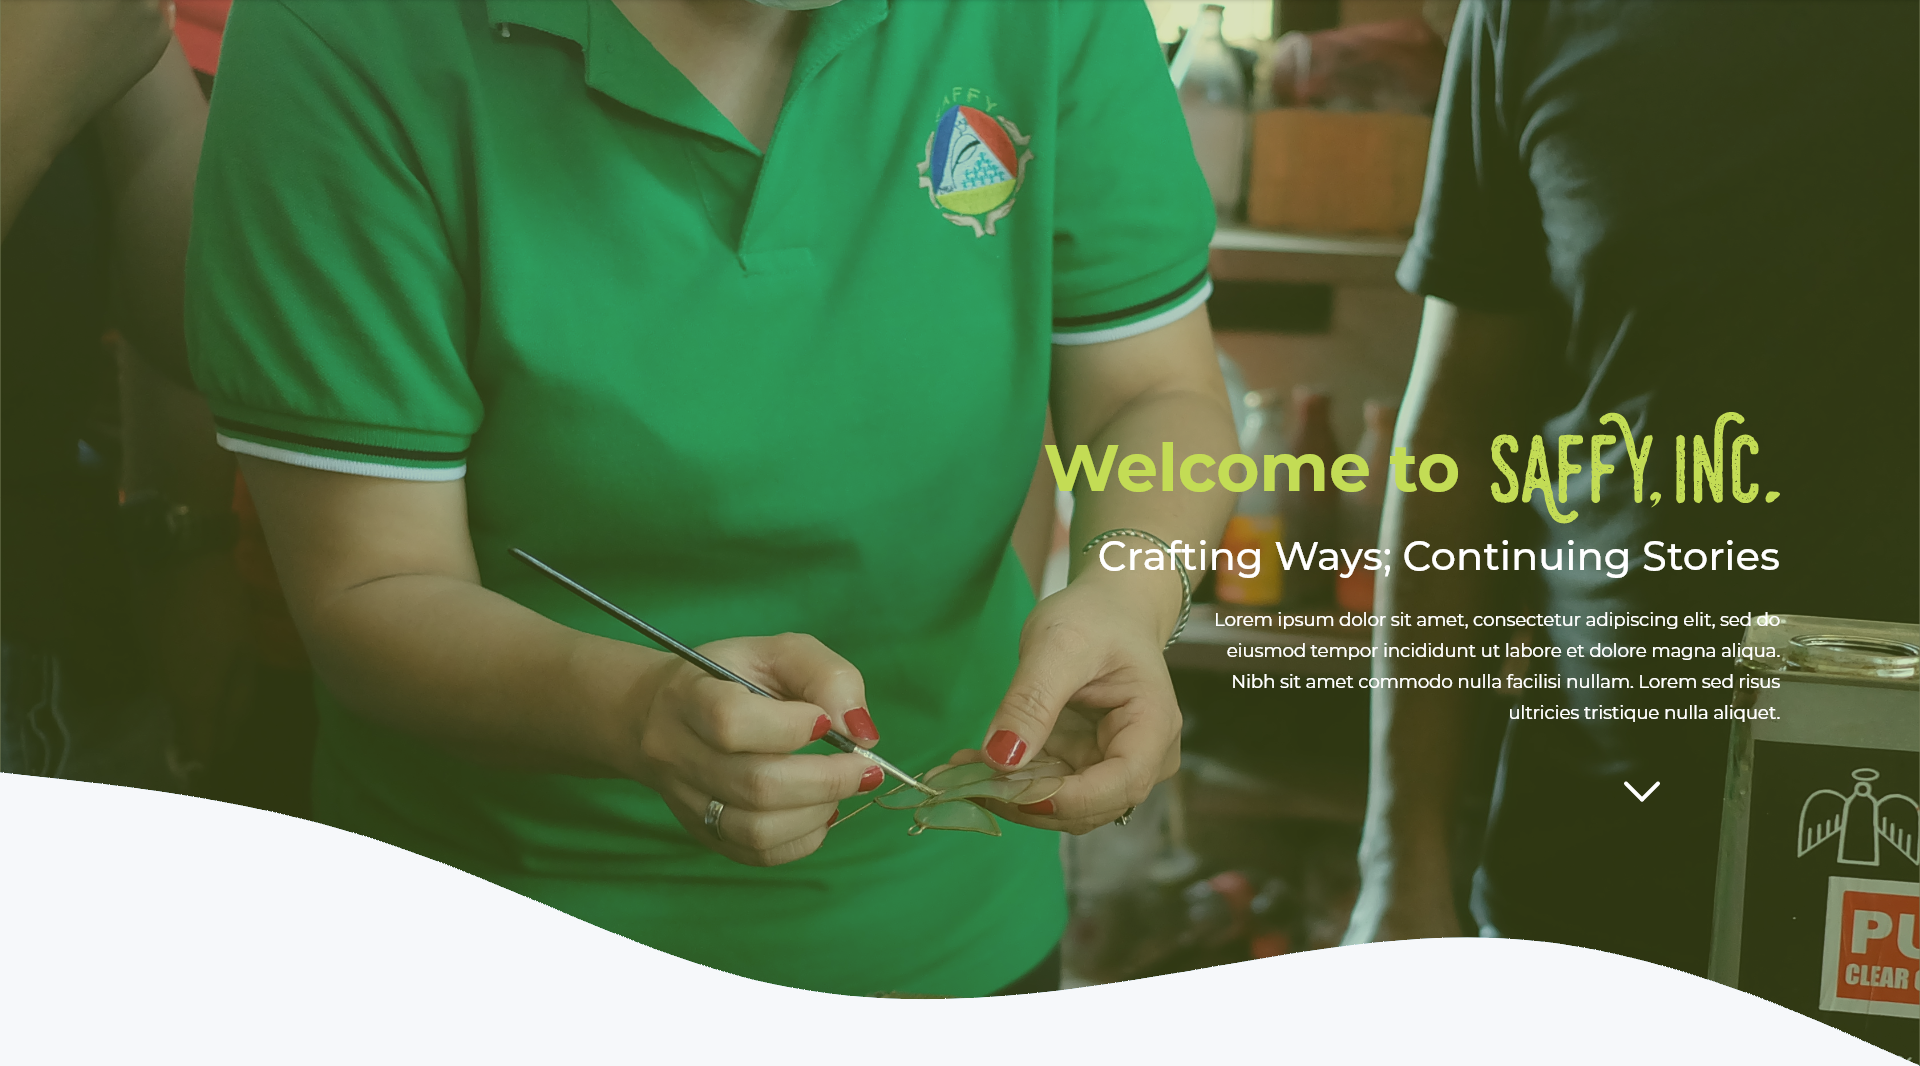 SAFFY
Welcome to SAFFY, INC.
Crafting Ways; Continuing Stories
Lorem ipsum dolor sit amet, consectetur adipiscing elit, sed do
eiusmod tempor incididunt ut labore et dolore magna aliqua.
Nibh sit amet commodo nulla facilisi nullam. Lorem sed risus
ultricies tristique nulla aliquet.
PU
CLEAR